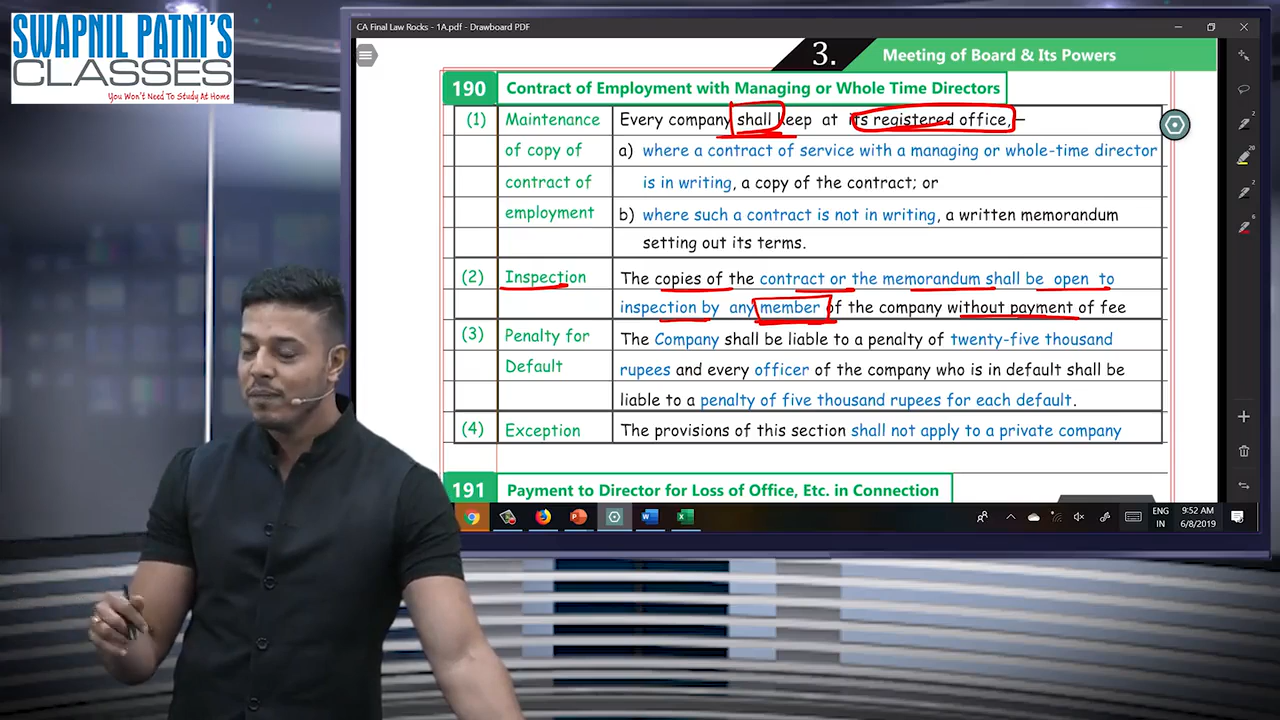 SWAPNIL PATNI'S
CLASSES
You Won't Need To Study At Home
CA Final Law Rocks - 1A.pdf - Drawboard PDF
3. Meeting of Board & Its Powers
190 Contract of Employment with Managing or Whole Time Directors
(1) Maintenance of copy of contract of employment
Every company shall keep at its registered office,–
a) where a contract of service with a managing or whole-time director
is in writing, a copy of the contract; or
b) where such a contract is not in writing, a written memorandum
setting out its terms.
(2) Inspection
The copies of the contract or the memorandum shall be open to
inspection by any member of the company without payment of fee
(3) Penalty for Default
The Company shall be liable to a penalty of twenty-five thousand
rupees and every officer of the company who is in default shall be
liable to a penalty of five thousand rupees for each default.
(4) Exception
The provisions of this section shall not apply to a private company
191 Payment to Director for Loss of Office, Etc. in Connection
ENG
IN
9:52 AM
6/8/2019